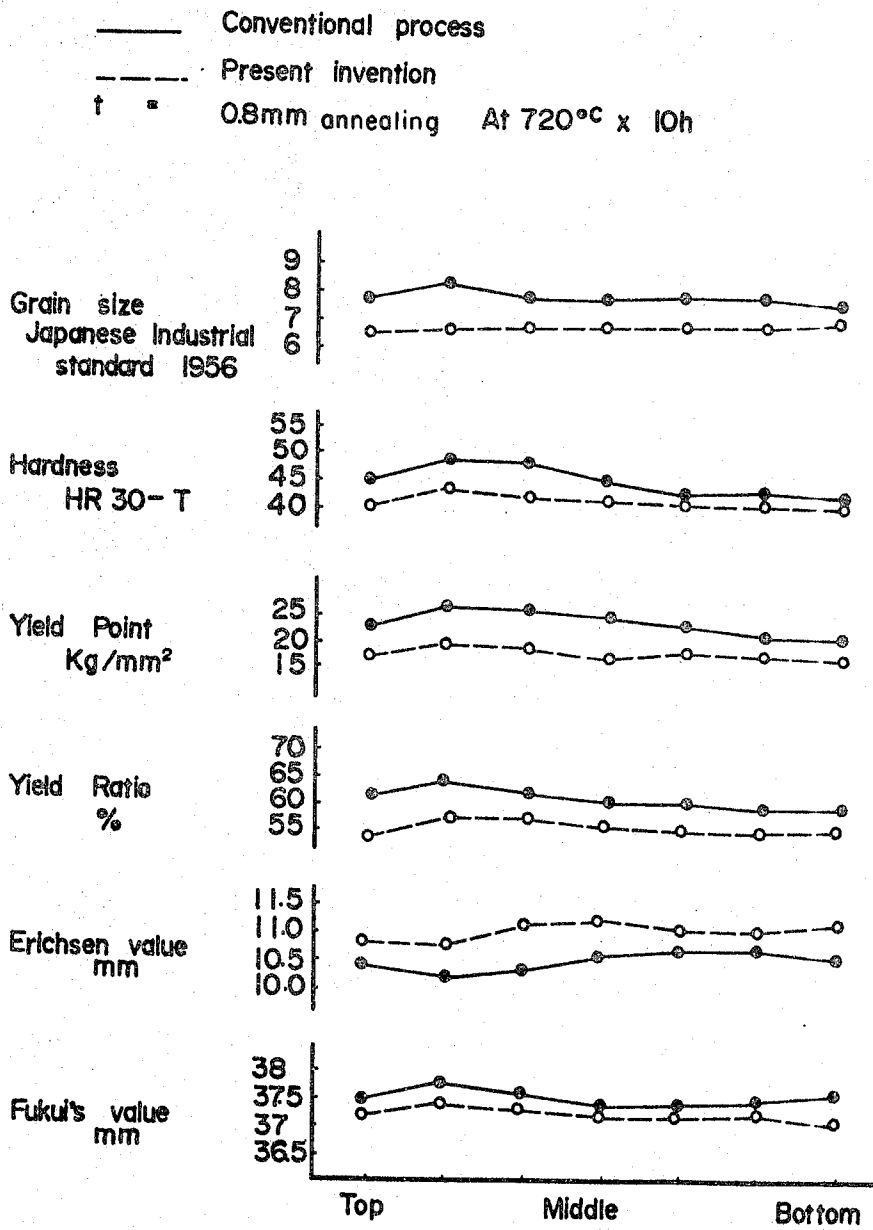 Conventional process
Present invention
t = 0.8mm annealing At 720°C x 10h
9
8
7
6
Grain size
Japanese Industrial
standard 1956
55
50
45
40
Hardness
HR 30-T
25
20
15
Yield Point
Kg/mm²
70
65
60
55
Yield Ratio
%
11.5
11.0
10.5
10.0
Erichsen value
mm
38
37.5
37
36.5
Fukui's value
mm
Top Middle Bottom